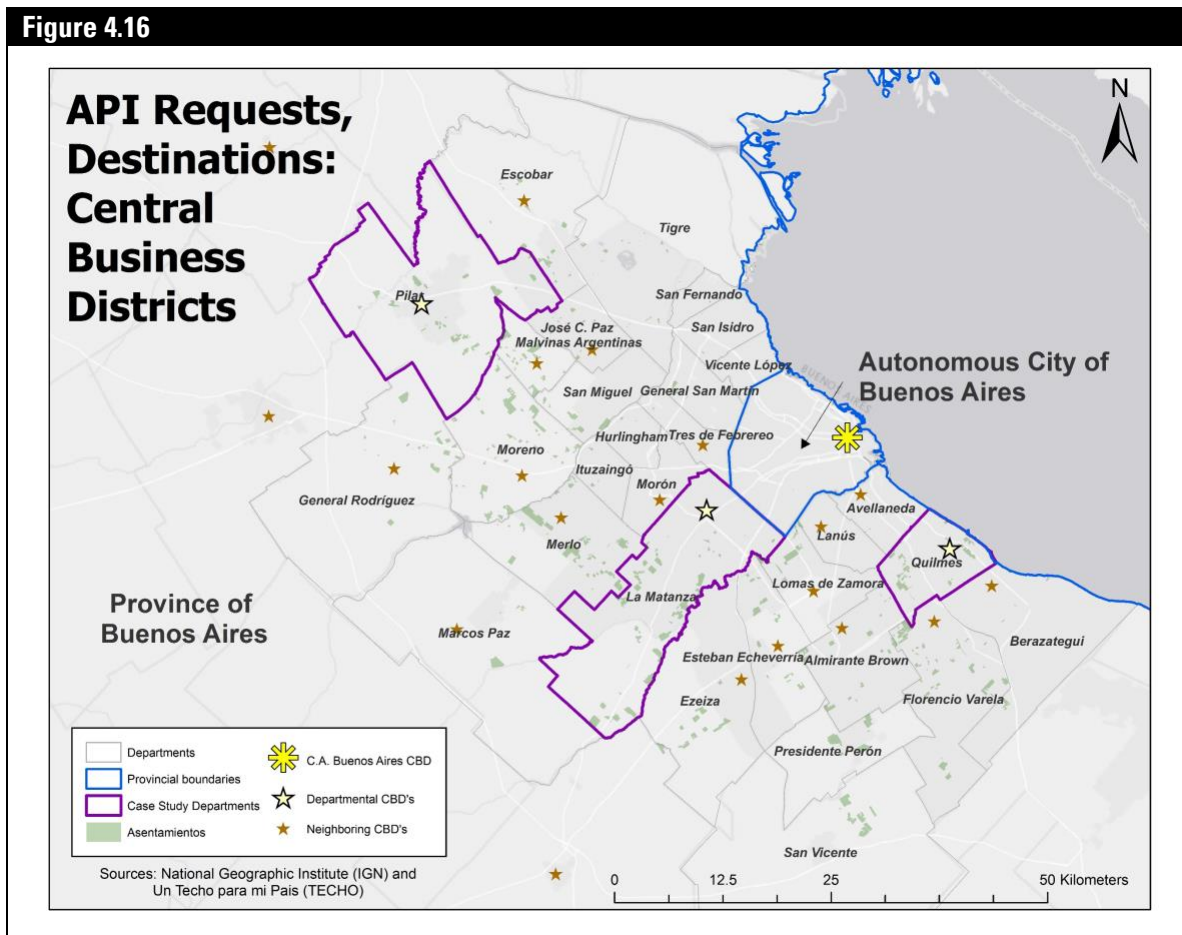 Figure 4.16
API Requests,
Destinations:
Central
Business
Districts
N
Escobar
Tigre
Pilar
San Fernando
San Isidro
José C. Paz
Malvinas Argentinas
Vicente López
Autonomous City of
Buenos Aires
BUENOS AIRES
San Miguel
General San Martín
Hurlingham
Tres de Febrereo
Moreno
Ituzaingó
Morón
General Rodríguez
Avellaneda
Lanús
Merlo
Quilmes
Lomas de Zamora
La Matanza
Province of
Buenos Aires
Marcos Paz
Berazategui
Esteban Echeverría
Almirante Brown
Ezeiza
Florencio Varela
Presidente Perón
San Vicente
Departments
Provincial boundaries
Case Study Departments
Asentamientos
C.A. Buenos Aires CBD
Departmental CBD's
Neighboring CBD's
Sources: National Geographic Institute (IGN) and
Un Techo para mi Pais (TECHO)
0 12.5 25 50 Kilometers